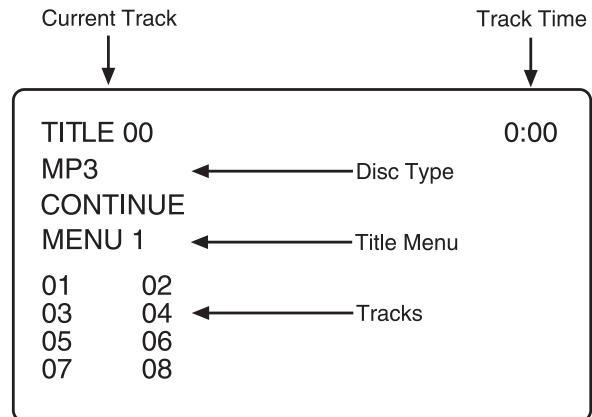 Current Track Track Time
TITLE 00 0:00
MP3 Disc Type
CONTINUE
MENU 1 Title Menu
01 02
03 04 Tracks
05 06
07 08